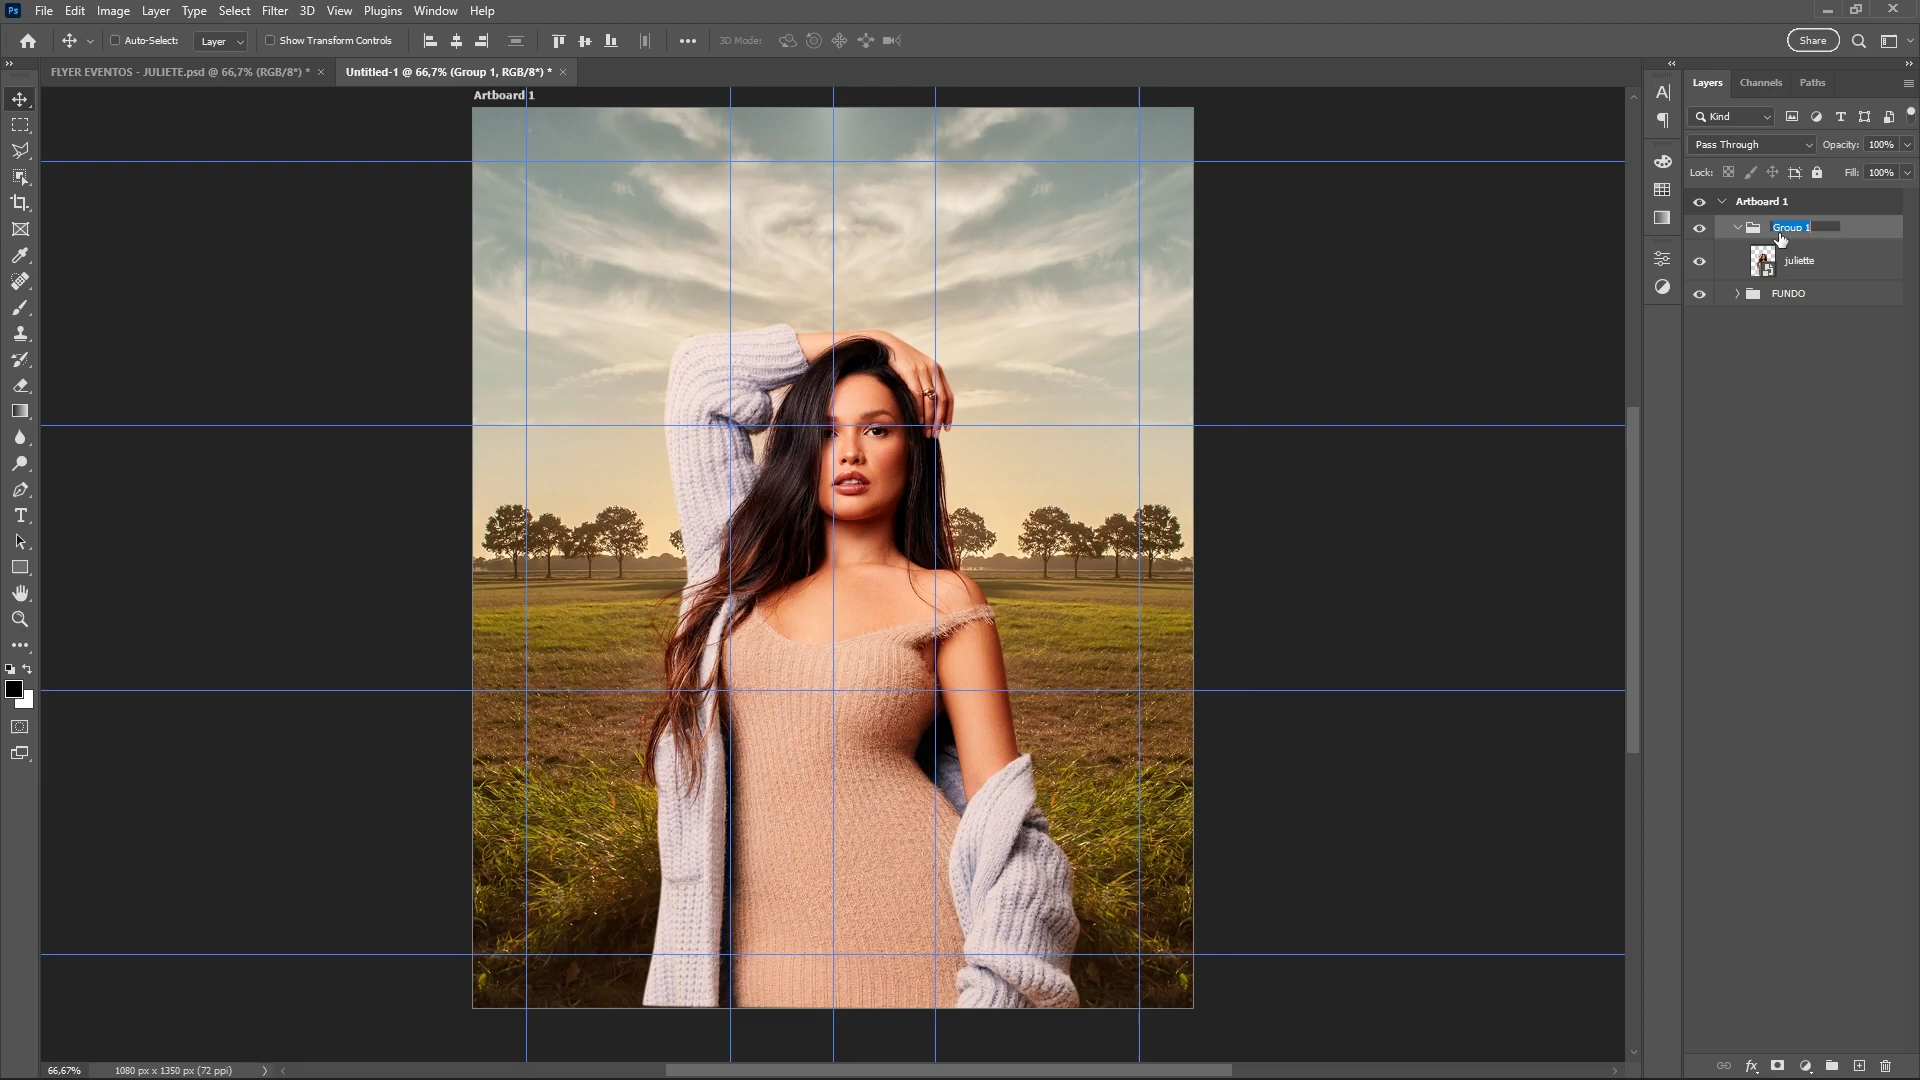 Ps File Edit Image Layer Type Select Filter 3D View Plugins Window Help
Auto-Select: Layer Show Transform Controls 3D Mode: Share
FLYER EVENTOS - JULIETE.psd @ 66,7% (RGB/8*) * × Untitled-1 @ 66,7% (Group 1, RGB/8*) * ×
Artboard 1
Layers Channels Paths
Kind
Pass Through Opacity: 100%
Lock: Fill: 100%
Artboard 1
Group 1
juliette
FUNDO
66,67% 1080 px x 1350 px (72 ppi)